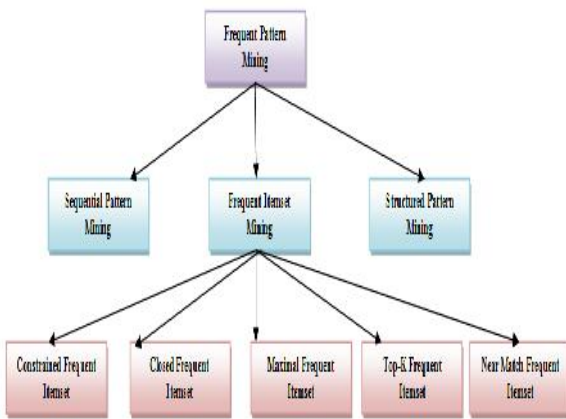 Frequent Pattern
Mining
Sequential Pattern
Mining
Frequent Itemset
Mining
Structured Pattern
Mining
Constrained Frequent
Itemset
Closed Frequent
Itemset
Maximal Frequent
Itemset
Top-K Frequent
Itemset
Near Match Frequent
Itemset